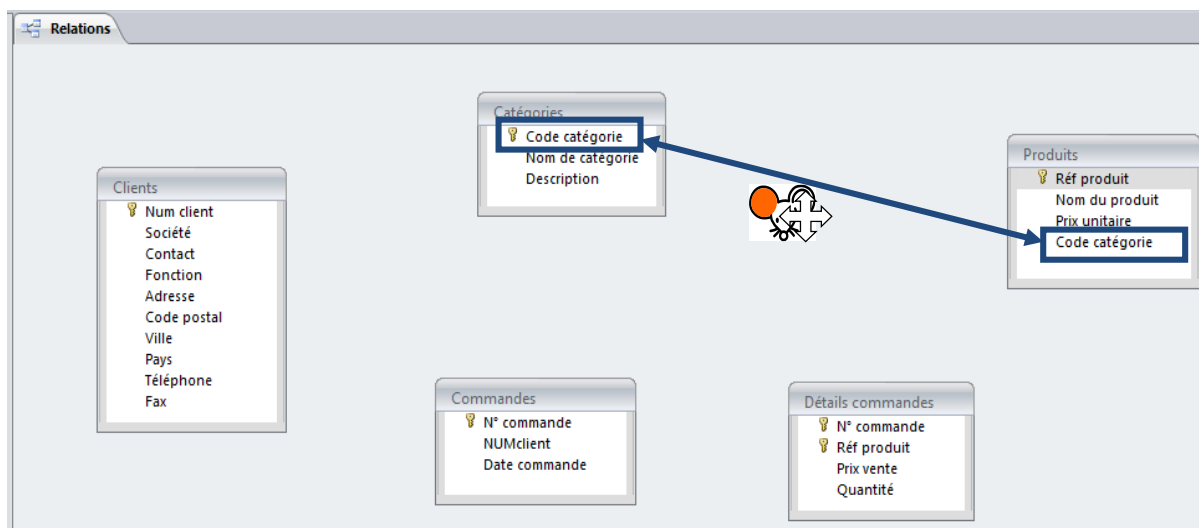 Relations
Catégories
Code catégorie
Nom de catégorie
Description
Produits
Réf produit
Nom du produit
Prix unitaire
Code catégorie
Clients
Num client
Société
Contact
Fonction
Adresse
Code postal
Ville
Pays
Téléphone
Fax
Commandes
N° commande
NUMclient
Date commande
Détails commandes
N° commande
Réf produit
Prix vente
Quantité